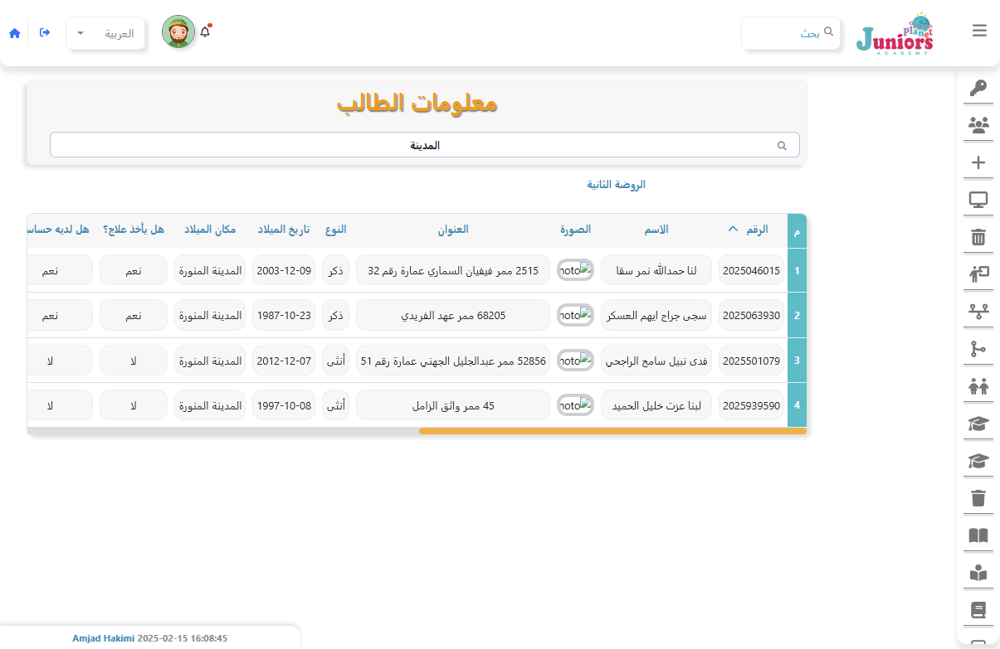 planet
Juniors
ACADEMY
بحث
العربية
معلومات الطالب
المدينة
الروضة الثانية
م الرقم الاسم الصورة العنوان النوع تاريخ الميلاد مكان الميلاد هل يأخذ علاج؟ هل لديه حساس
1 2025046015 لنا حمدالله نمر سقا hoto 2515 ممر فيفيان السماري عمارة رقم 32 ذكر 2003-12-09 المدينة المنورة نعم نعم
2 2025063930 سجى جراح ايهم العسكر hoto 68205 ممر عهد الفريدي ذكر 1987-10-23 المدينة المنورة نعم نعم
3 2025501079 فدى نبيل سامح الراجحي hoto 52856 ممر عبدالجليل الجهني عمارة رقم 51 أنثى 2012-12-07 المدينة المنورة لا لا
4 2025939590 لبنا عزت خليل الحميد hoto 45 ممر واثق الزامل أنثى 1997-10-08 المدينة المنورة لا لا
Amjad Hakimi 2025-02-15 16:08:45